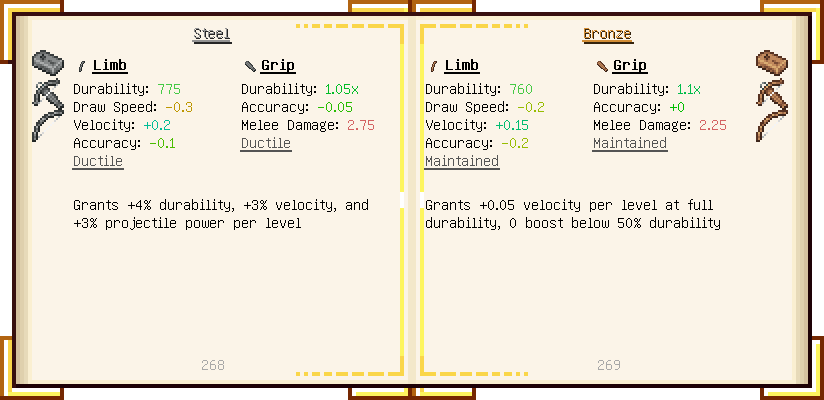 Steel
Limb
Durability: 775
Draw Speed: -0.3
Velocity: +0.2
Accuracy: -0.1
Ductile
Grip
Durability: 1.05x
Accuracy: -0.05
Melee Damage: 2.75
Ductile
Grants +4% durability, +3% velocity, and
+3% projectile power per level
268
Bronze
Limb
Durability: 760
Draw Speed: -0.2
Velocity: +0.15
Accuracy: -0.2
Maintained
Grip
Durability: 1.1x
Accuracy: +0
Melee Damage: 2.25
Maintained
Grants +0.05 velocity per level at full
durability, 0 boost below 50% durability
269